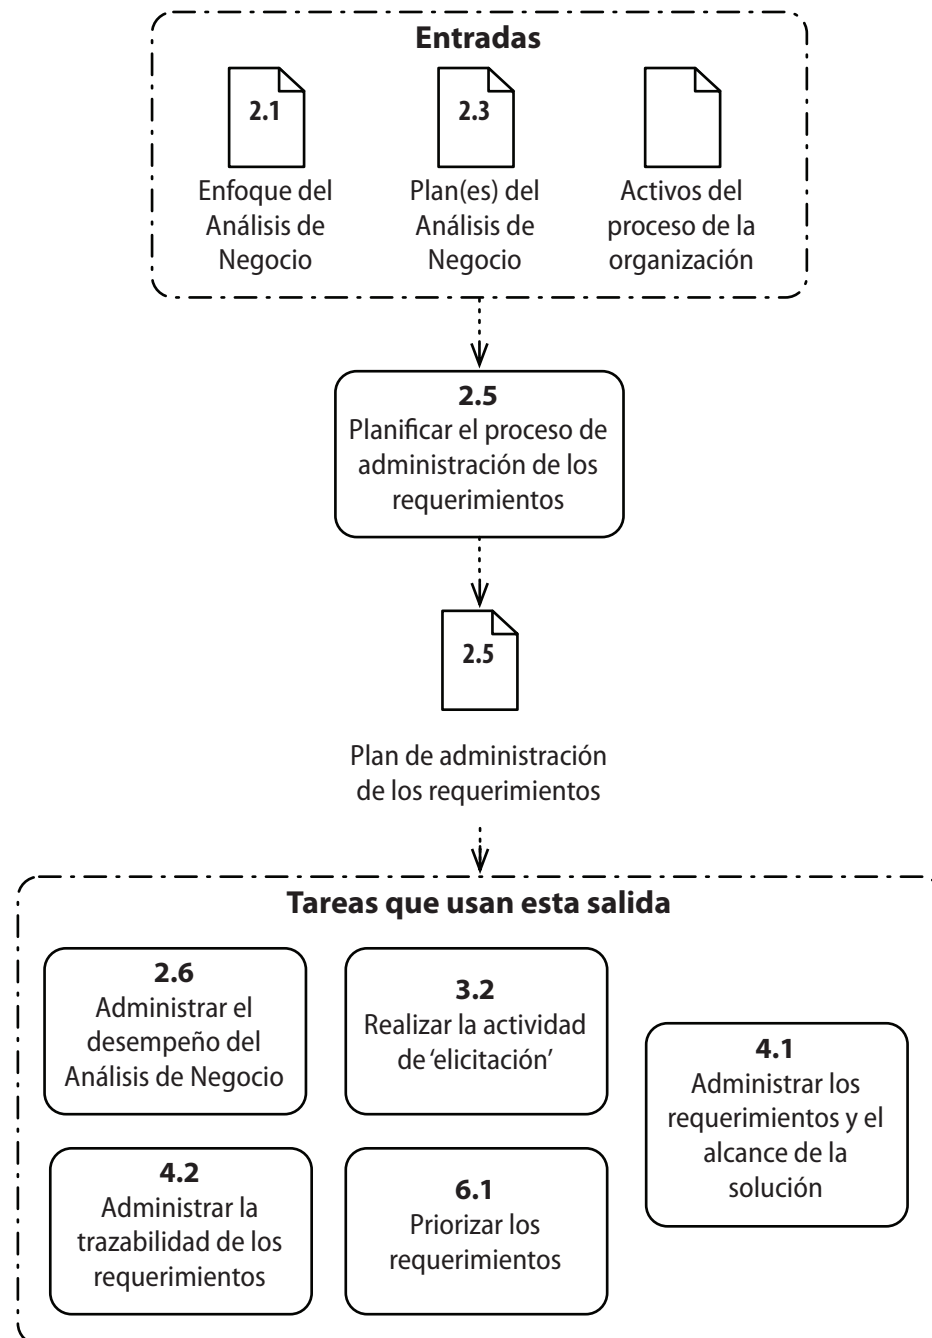 Entradas
2.1
Enfoque del
Análisis de
Negocio
2.3
Plan(es) del
Análisis de
Negocio
Activos del
proceso de la
organización
2.5
Planificar el proceso de
administración de los
requerimientos
2.5
Plan de administración
de los requerimientos
Tareas que usan esta salida
2.6
Administrar el
desempeño del
Análisis de Negocio
3.2
Realizar la actividad
de ‘elicitación’
4.1
Administrar los
requerimientos y el
alcance de la
solución
4.2
Administrar la
trazabilidad de los
requerimientos
6.1
Priorizar los
requerimientos